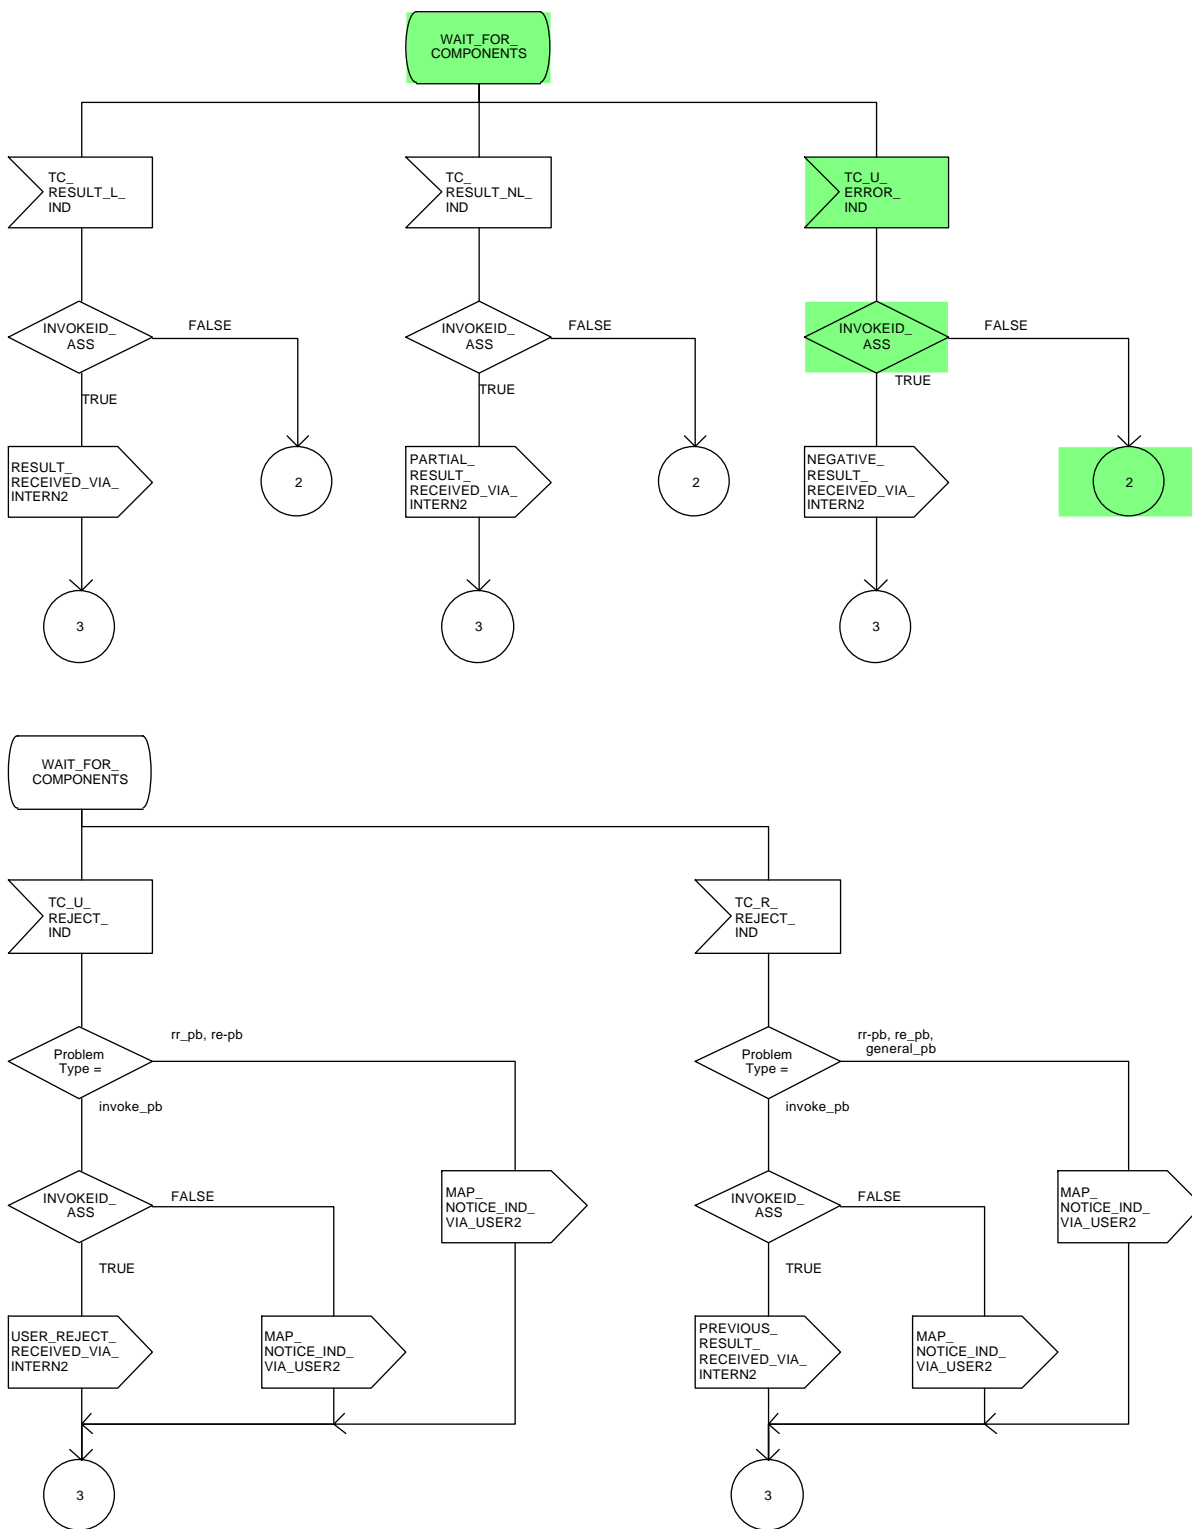 WAIT_FOR_
COMPONENTS
TC_
RESULT_L_
IND
TC_
RESULT_NL_
IND
TC_U_
ERROR_
IND
INVOKEID_
ASS
FALSE
TRUE
INVOKEID_
ASS
FALSE
TRUE
INVOKEID_
ASS
FALSE
TRUE
RESULT_
RECEIVED_VIA_
INTERN2
2
PARTIAL_
RESULT_
RECEIVED_VIA_
INTERN2
2
NEGATIVE_
RESULT_
RECEIVED_VIA_
INTERN2
2
3
3
3
WAIT_FOR_
COMPONENTS
TC_U_
REJECT_
IND
TC_R_
REJECT_
IND
Problem
Type =
rr_pb, re-pb
invoke_pb
Problem
Type =
rr-pb, re_pb,
general_pb
invoke_pb
INVOKEID_
ASS
FALSE
TRUE
MAP_
NOTICE_IND_
VIA_USER2
INVOKEID_
ASS
FALSE
TRUE
MAP_
NOTICE_IND_
VIA_USER2
USER_REJECT_
RECEIVED_VIA_
INTERN2
MAP_
NOTICE_IND_
VIA_USER2
PREVIOUS_
RESULT_
RECEIVED_VIA_
INTERN2
MAP_
NOTICE_IND_
VIA_USER2
3
3